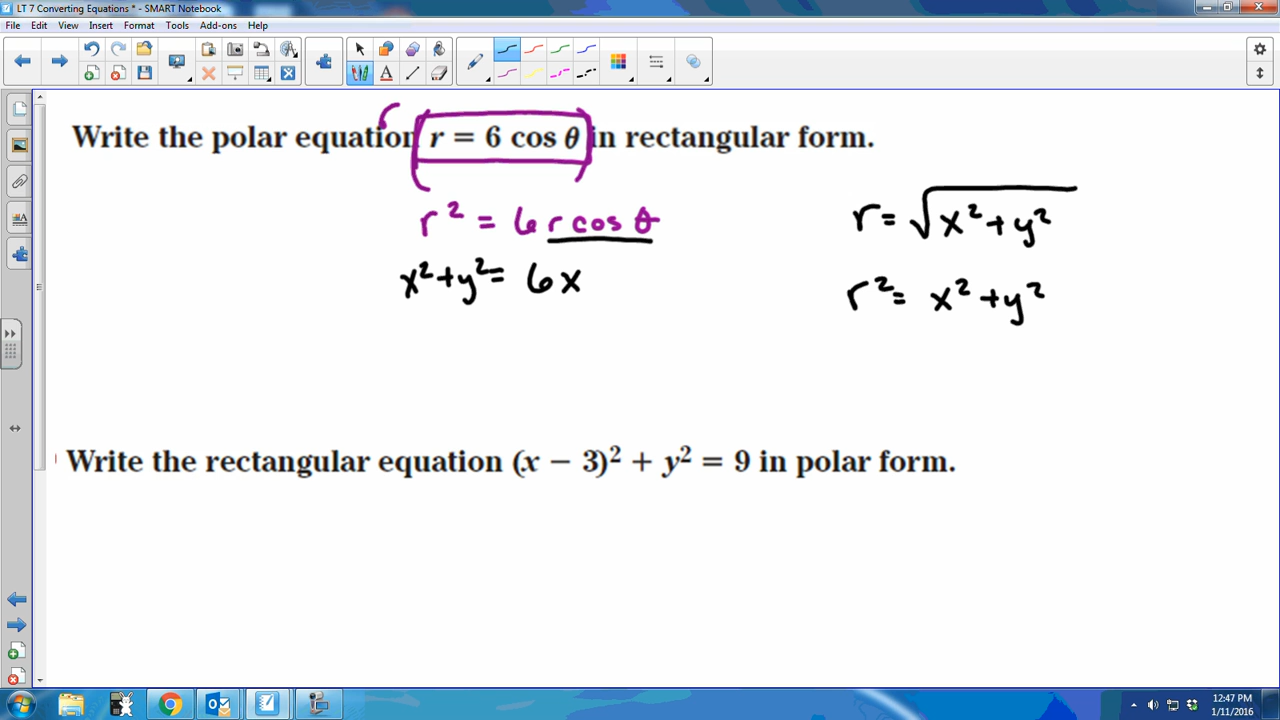 LT 7 Converting Equations * - SMART Notebook
File Edit View Insert Format Tools Add-ons Help
Write the polar equation r = 6 cos θ in rectangular form.
r² = 6 r cos θ
x² + y² = 6x
r = √x² + y²
r² = x² + y²
Write the rectangular equation (x − 3)² + y² = 9 in polar form.
12:47 PM
1/11/2016